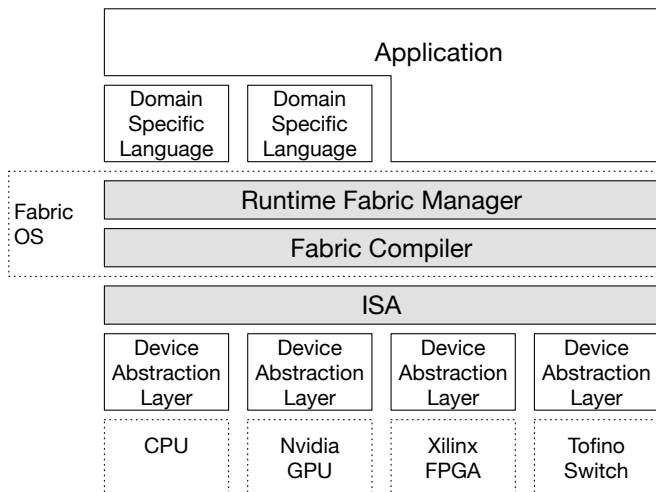 Application
Domain
Specific
Language
Domain
Specific
Language
Fabric
OS
Runtime Fabric Manager
Fabric Compiler
ISA
Device
Abstraction
Layer
Device
Abstraction
Layer
Device
Abstraction
Layer
Device
Abstraction
Layer
CPU
Nvidia
GPU
Xilinx
FPGA
Tofino
Switch